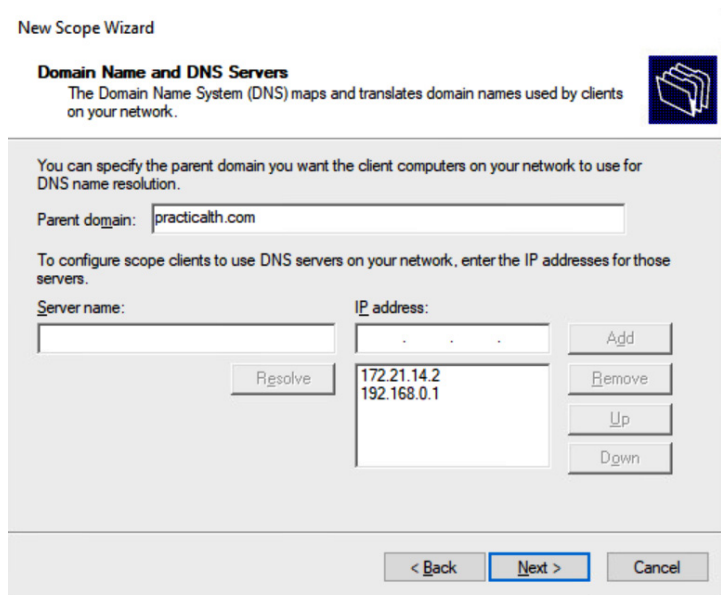 New Scope Wizard
Domain Name and DNS Servers
The Domain Name System (DNS) maps and translates domain names used by clients
on your network.
You can specify the parent domain you want the client computers on your network to use for
DNS name resolution.
Parent domain: practicalth.com
To configure scope clients to use DNS servers on your network, enter the IP addresses for those
servers.
Server name: IP address:
. . . Add
Resolve 172.21.14.2 Remove
192.168.0.1
Up
Down
< Back Next > Cancel